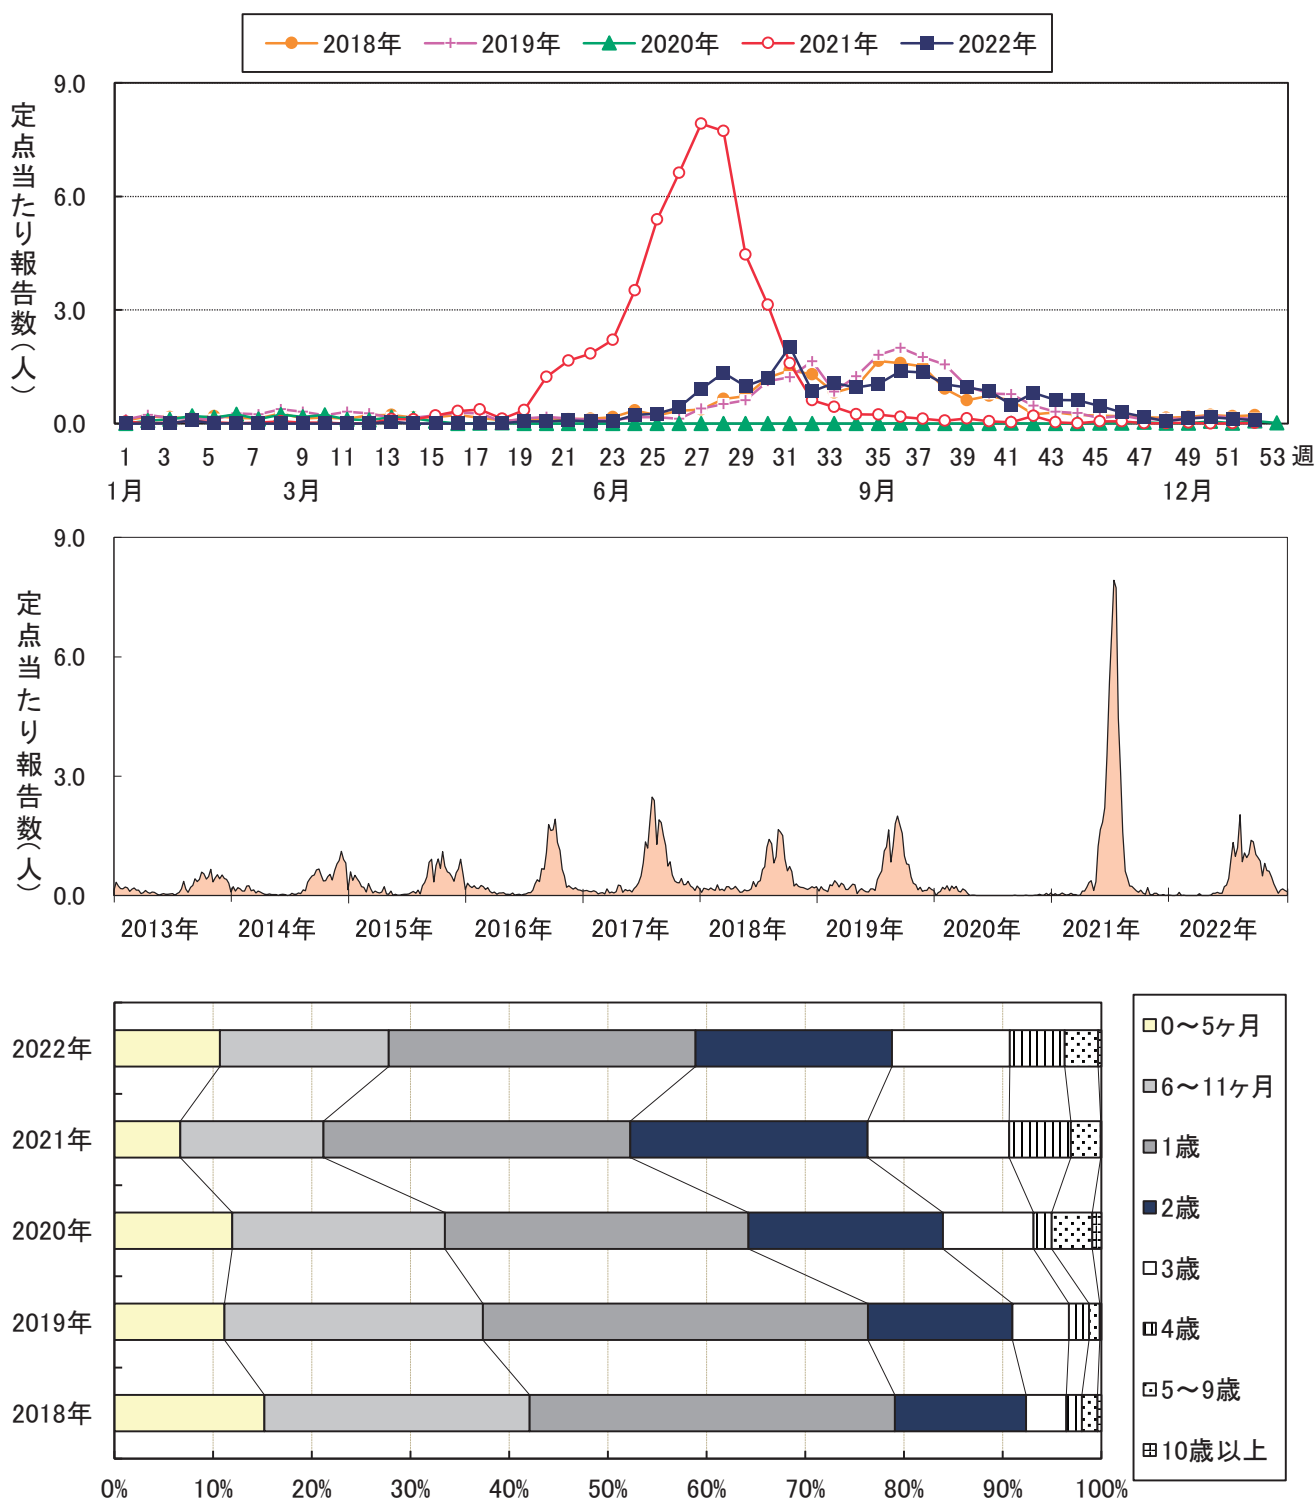 2018年 2019年 2020年 2021年 2022年
定点当たり報告数(人)
9.0
6.0
3.0
0.0
1 3 5 7 9 11 13 15 17 19 21 23 25 27 29 31 33 35 37 39 41 43 45 47 49 51 53 週
1月 3月 6月 9月 12月
定点当たり報告数(人)
9.0
6.0
3.0
0.0
2013年 2014年 2015年 2016年 2017年 2018年 2019年 2020年 2021年 2022年
2022年
2021年
2020年
2019年
2018年
0% 10% 20% 30% 40% 50% 60% 70% 80% 90% 100%
0～5ヶ月
6～11ヶ月
1歳
2歳
3歳
4歳
5～9歳
10歳以上